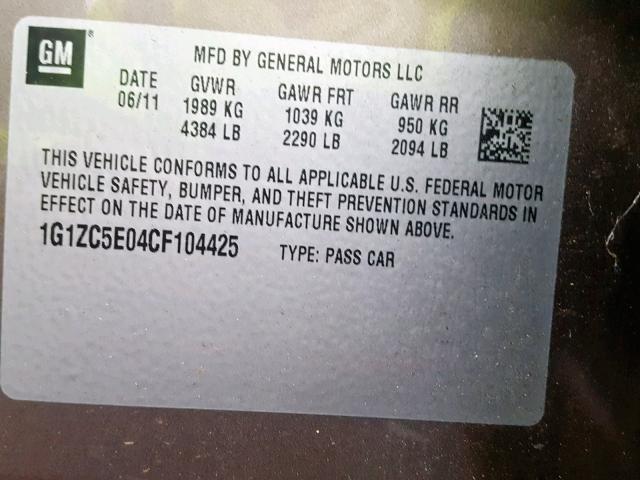 GM®
MFD BY GENERAL MOTORS LLC
DATE GVWR GAWR FRT GAWR RR
06/11 1989 KG 1039 KG 950 KG
4384 LB 2290 LB 2094 LB
THIS VEHICLE CONFORMS TO ALL APPLICABLE U.S. FEDERAL MOTOR
VEHICLE SAFETY, BUMPER, AND THEFT PREVENTION STANDARDS IN
EFFECT ON THE DATE OF MANUFACTURE SHOWN ABOVE.
1G1ZC5E04CF104425 TYPE: PASS CAR